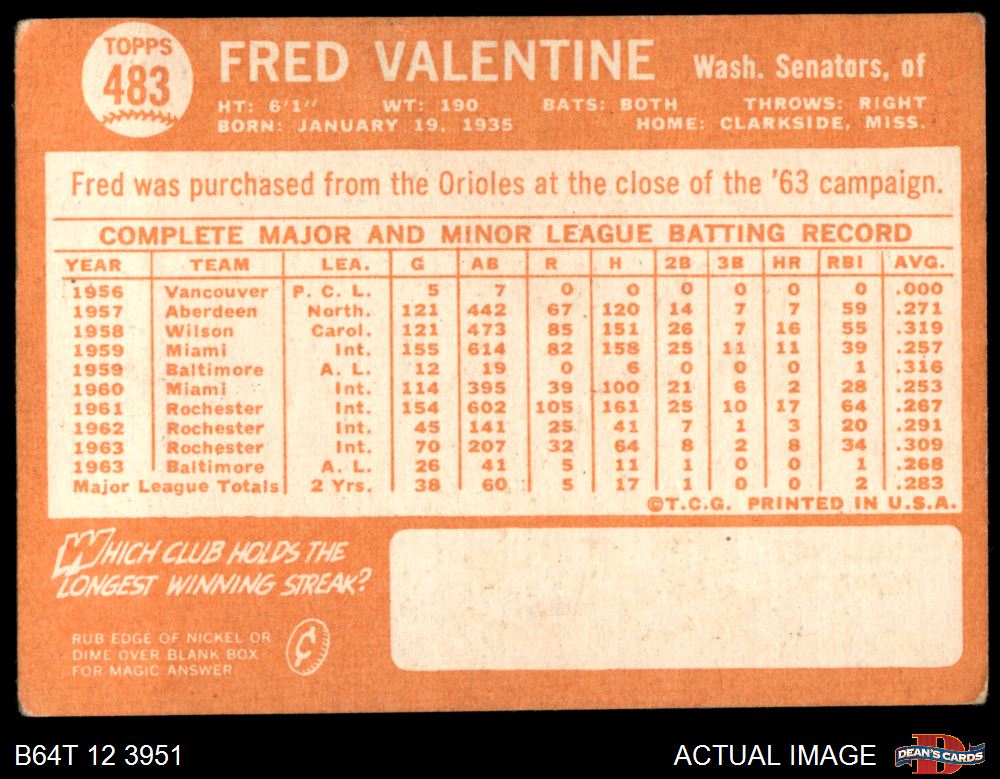 TOPPS
483
FRED VALENTINE Wash. Senators, of
HT: 6'1" WT: 190 BATS: BOTH THROWS: RIGHT
BORN: JANUARY 19, 1935 HOME: CLARKSIDE, MISS.
Fred was purchased from the Orioles at the close of the '63 campaign.
COMPLETE MAJOR AND MINOR LEAGUE BATTING RECORD
YEAR TEAM LEA. G AB R H 2B 3B HR RBI AVG.
1956 Vancouver P. C. L. 5 7 0 0 0 0 0 0 .000
1957 Aberdeen North. 121 442 67 120 14 7 7 59 .271
1958 Wilson Carol. 121 473 85 151 26 7 16 55 .319
1959 Miami Int. 155 614 82 158 25 11 11 39 .257
1959 Baltimore A. L. 12 19 0 6 0 0 0 1 .316
1960 Miami Int. 114 395 39 100 21 6 2 28 .253
1961 Rochester Int. 154 602 105 161 25 10 17 64 .267
1962 Rochester Int. 45 141 25 41 7 1 3 20 .291
1963 Rochester Int. 70 207 32 64 8 2 8 34 .309
1963 Baltimore A. L. 26 41 5 11 1 0 0 1 .268
Major League Totals 2 Yrs. 38 60 5 17 1 0 0 2 .283
©T.C.G. PRINTED IN U.S.A.
WHICH CLUB HOLDS THE
LONGEST WINNING STREAK?
RUB EDGE OF NICKEL OR
DIME OVER BLANK BOX
FOR MAGIC ANSWER
B64T 12 3951 ACTUAL IMAGE DEAN'S CARDS